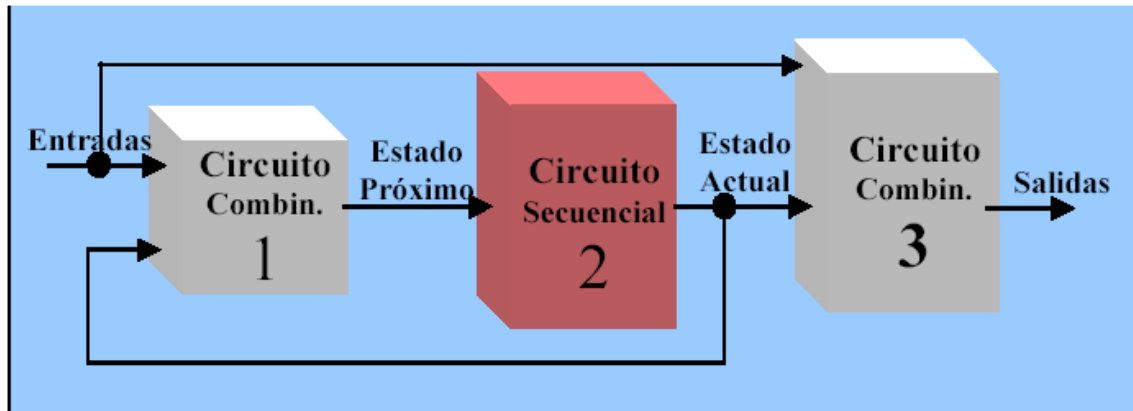 Entradas
Circuito
Combin.
1
Estado
Próximo
Circuito
Secuencial
2
Estado
Actual
Circuito
Combin.
3
Salidas